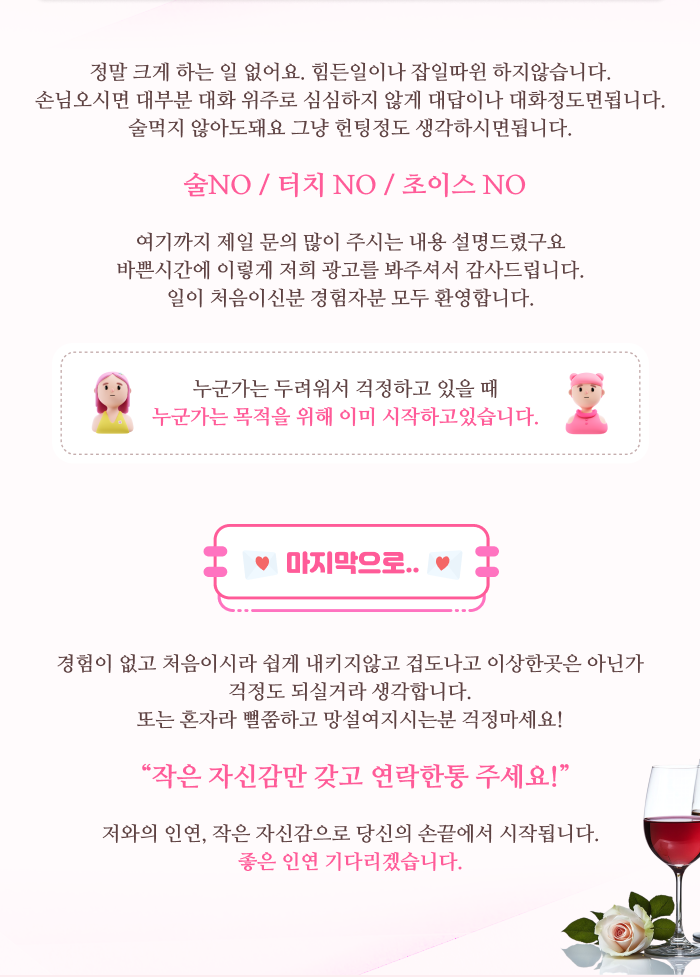 정말 크게 하는 일 없어요. 힘든일이나 잡일따윈 하지않습니다.
손님오시면 대부분 대화 위주로 심심하지 않게 대답이나 대화정도면됩니다.
술먹지 않아도돼요 그냥 헌팅정도 생각하시면됩니다.
술NO / 터치 NO / 초이스 NO
여기까지 제일 문의 많이 주시는 내용 설명드렸구요
바쁜시간에 이렇게 저희 광고를 봐주셔서 감사드립니다.
일이 처음이신분 경험자분 모두 환영합니다.
누군가는 두려워서 걱정하고 있을 때
누군가는 목적을 위해 이미 시작하고있습니다.
마지막으로..
경험이 없고 처음이시라 쉽게 내키지않고 겁도나고 이상한곳은 아닌가
걱정도 되실거라 생각합니다.
또는 혼자라 뻘쭘하고 망설여지시는분 걱정마세요!
“작은 자신감만 갖고 연락한통 주세요!”
저와의 인연, 작은 자신감으로 당신의 손끝에서 시작됩니다.
좋은 인연 기다리겠습니다.